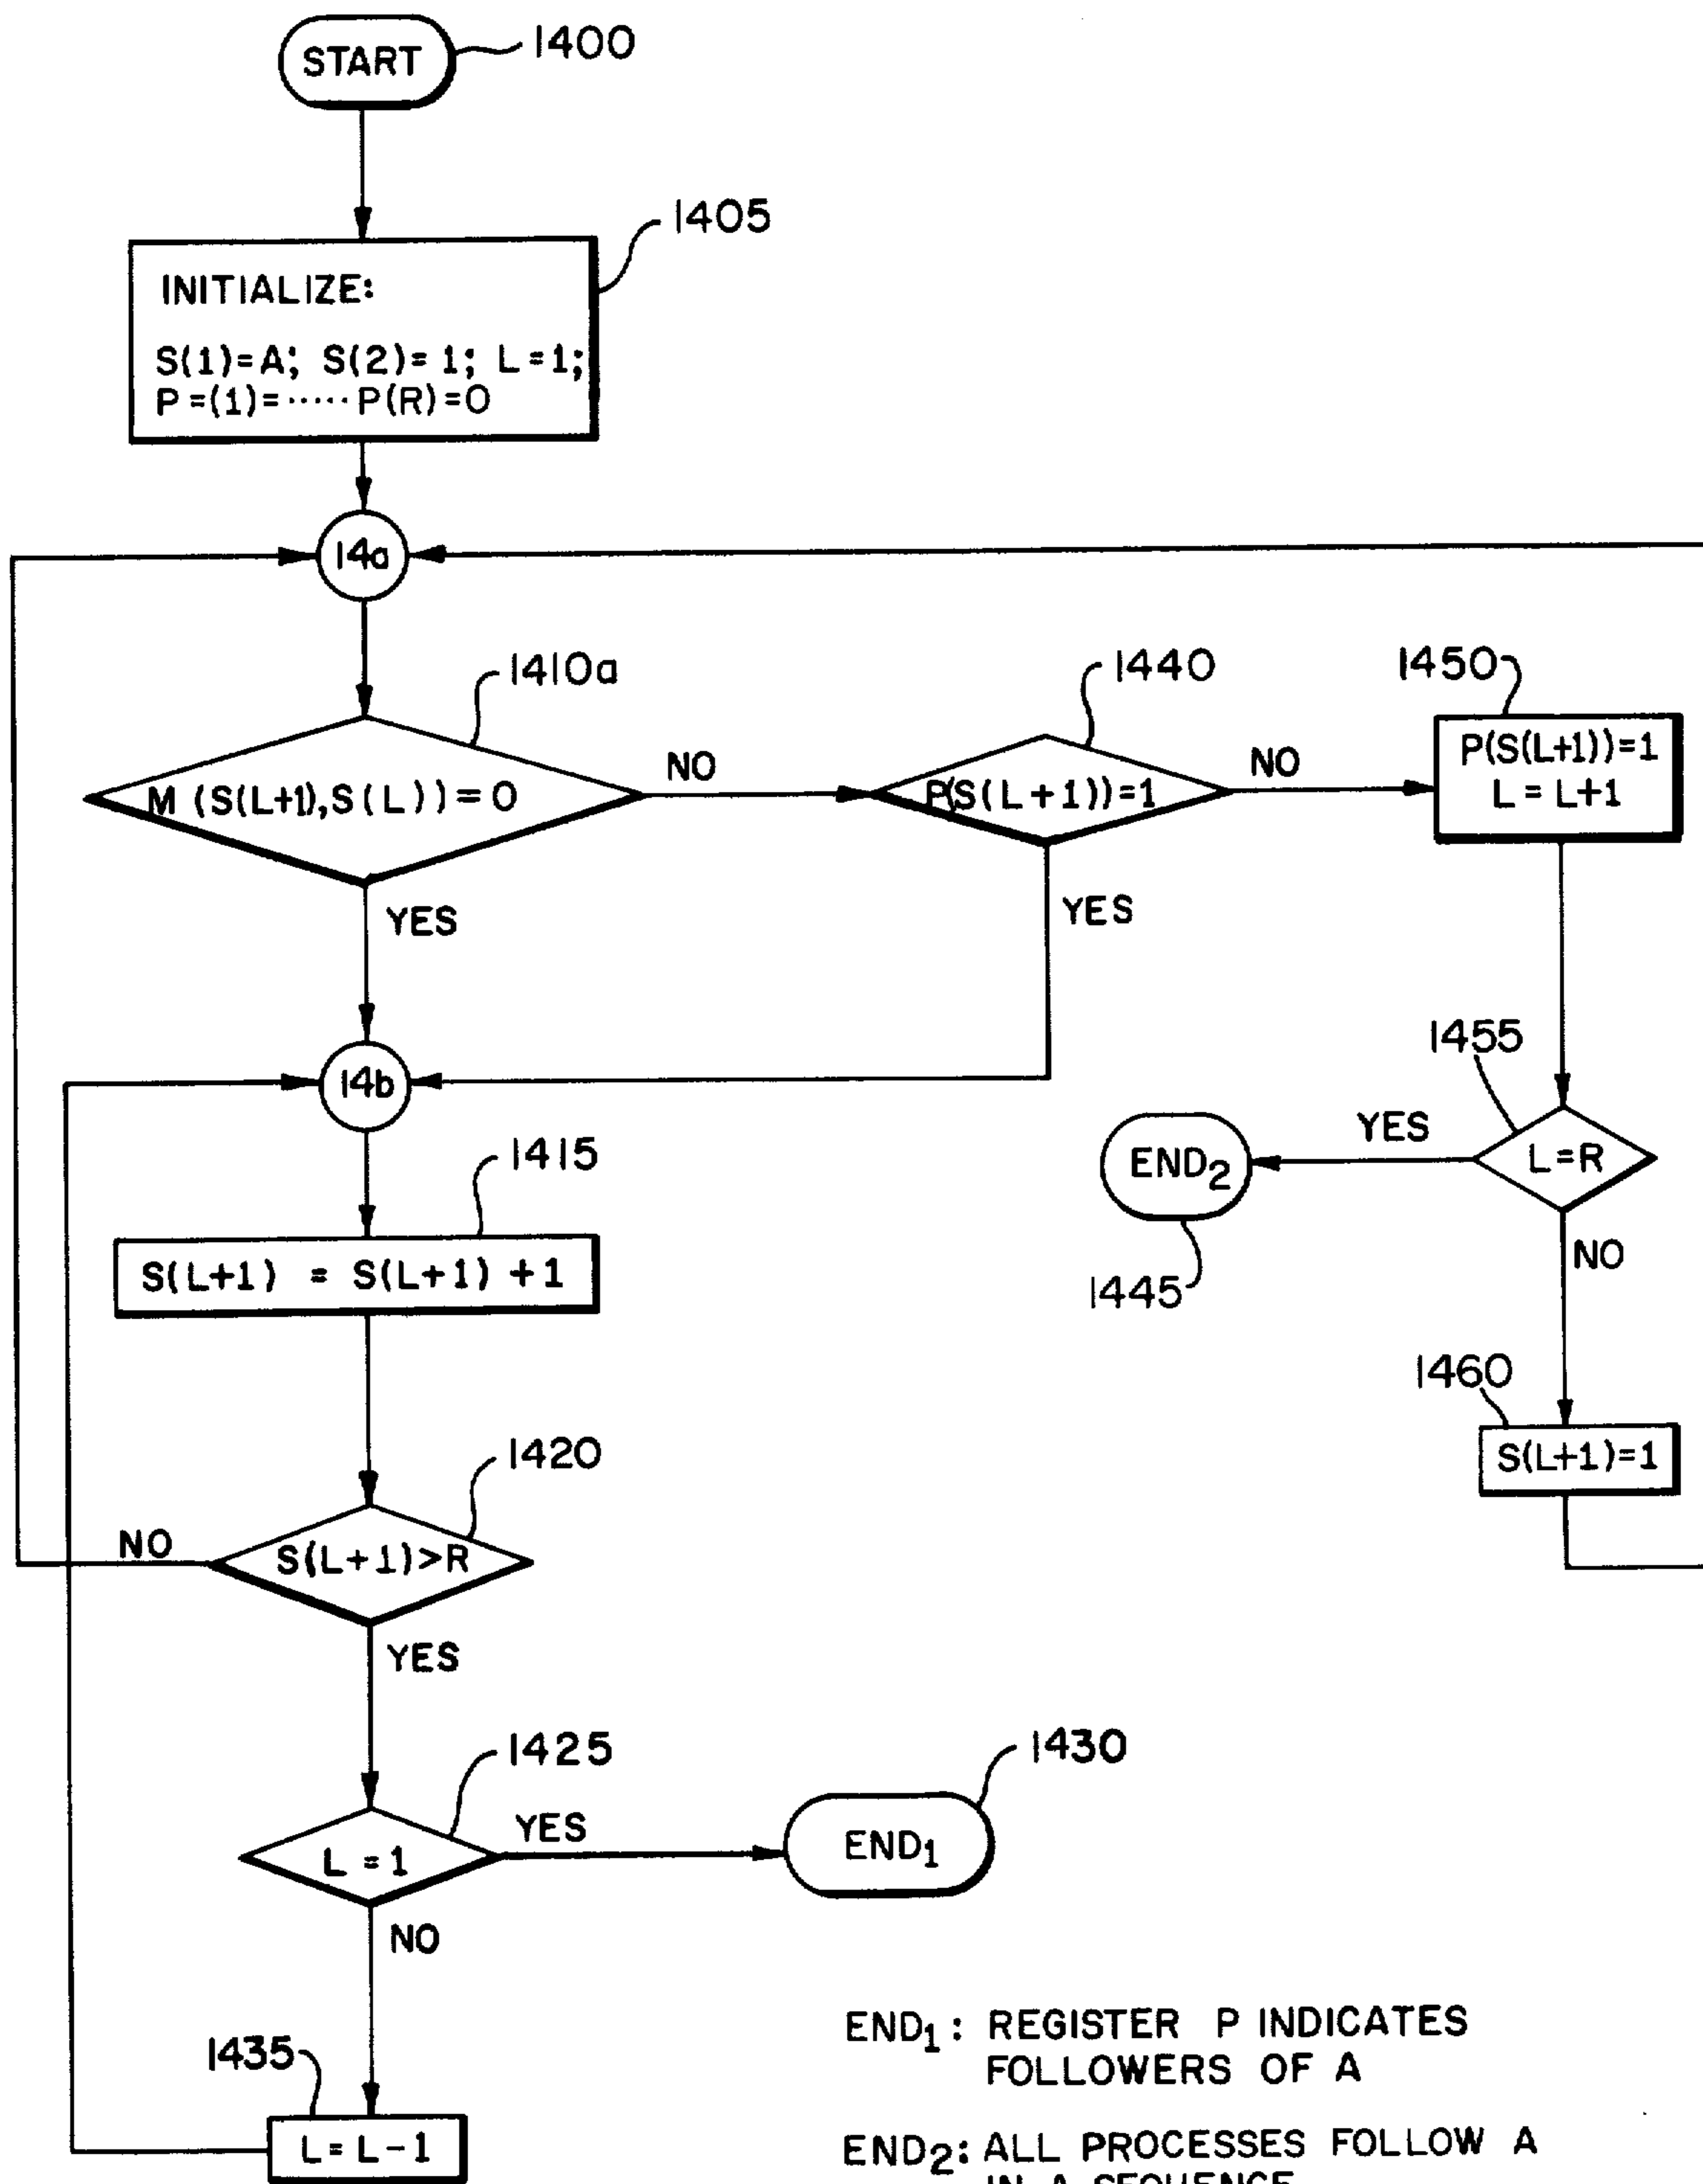 START
1400
1405
INITIALIZE:
S(1)=A; S(2)=1; L=1;
P=(1)=·····P(R)=0
14a
1410a
M (S(L+1),S(L))=0
NO
1440
P(S(L+1))=1
NO
1450
P(S(L+1))=1
L=L+1
YES
YES
14b
1455
L=R
YES
END2
1445
NO
1415
S(L+1) = S(L+1) +1
1460
S(L+1)=1
1420
S(L+1)>R
NO
YES
1425
L=1
YES
1430
END1
NO
1435
L=L-1
END1: REGISTER P INDICATES
FOLLOWERS OF A
END2: ALL PROCESSES FOLLOW A
IN A SEQUENCE